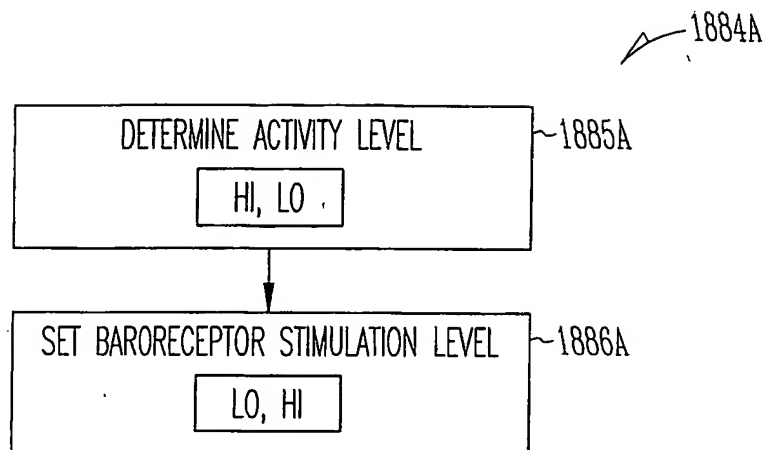 1884A
DETERMINE ACTIVITY LEVEL
1885A
HI, LO
SET BARORECEPTOR STIMULATION LEVEL
1886A
LO, HI